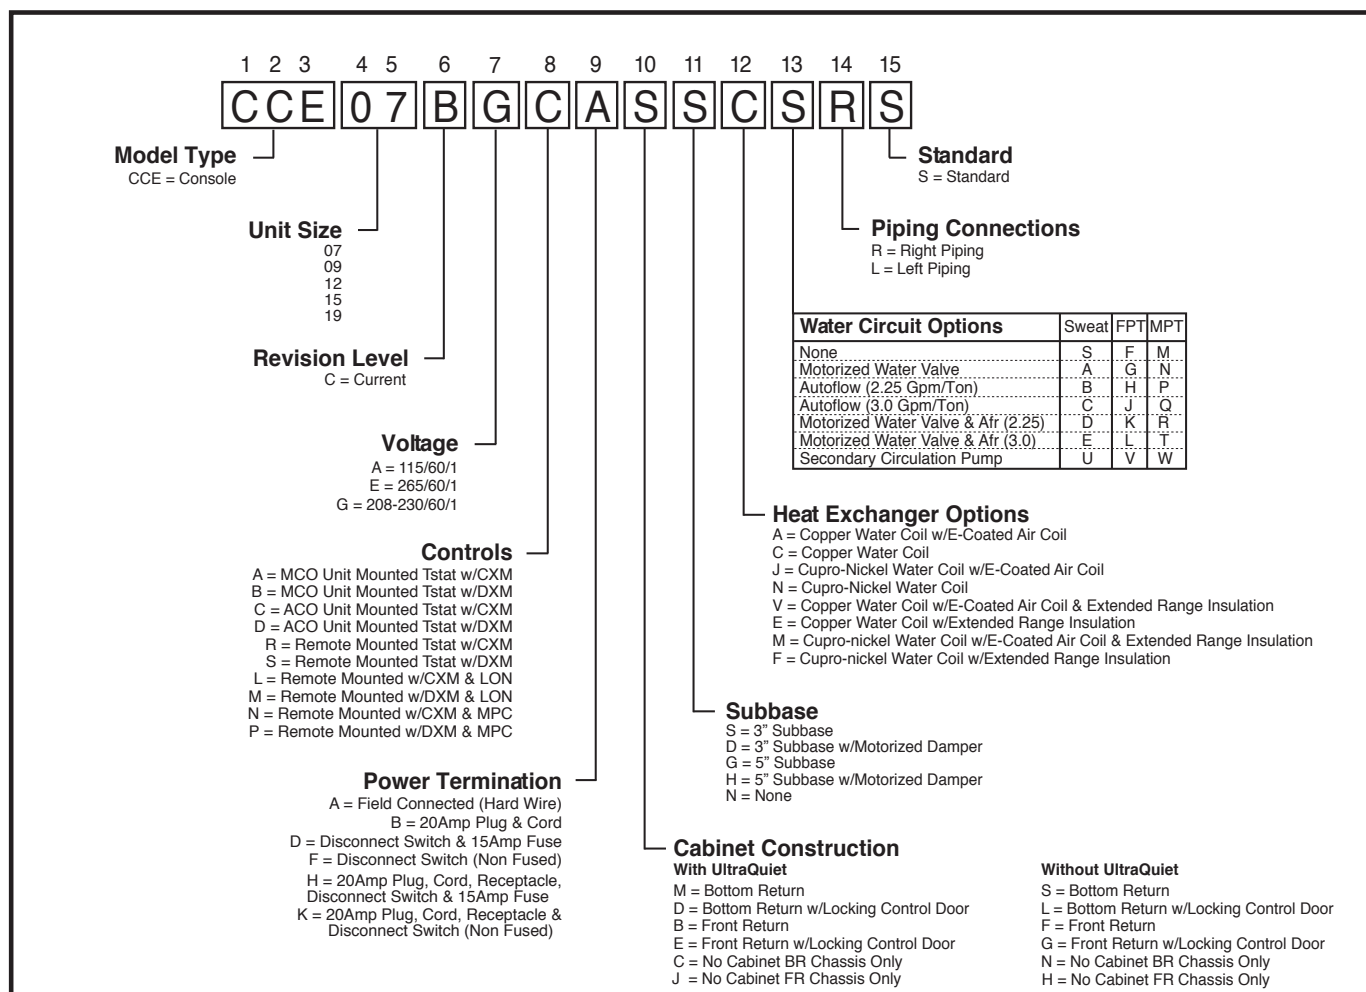 1 2 3 4 5 6 7 8 9 10 11 12 13 14 15
CCE 07 B G C A S S C S R S
Model Type
CCE = Console
Standard
S = Standard
Unit Size
07
09
12
15
19
Piping Connections
R = Right Piping
L = Left Piping
Water Circuit Options Sweat FPT MPT
None S F M
Motorized Water Valve A G N
Autoflow (2.25 Gpm/Ton) B H P
Autoflow (3.0 Gpm/Ton) C J Q
Motorized Water Valve & Afr (2.25) D K R
Motorized Water Valve & Afr (3.0) E L T
Secondary Circulation Pump U V W
Revision Level
C = Current
Voltage
A = 115/60/1
E = 265/60/1
G = 208-230/60/1
Heat Exchanger Options
A = Copper Water Coil w/E-Coated Air Coil
C = Copper Water Coil
J = Cupro-Nickel Water Coil w/E-Coated Air Coil
N = Cupro-Nickel Water Coil
V = Copper Water Coil w/E-Coated Air Coil & Extended Range Insulation
E = Copper Water Coil w/Extended Range Insulation
M = Cupro-nickel Water Coil w/E-Coated Air Coil & Extended Range Insulation
F = Cupro-nickel Water Coil w/Extended Range Insulation
Controls
A = MCO Unit Mounted Tstat w/CXM
B = MCO Unit Mounted Tstat w/DXM
C = ACO Unit Mounted Tstat w/CXM
D = ACO Unit Mounted Tstat w/DXM
R = Remote Mounted Tstat w/CXM
S = Remote Mounted Tstat w/DXM
L = Remote Mounted w/CXM & LON
M = Remote Mounted w/DXM & LON
N = Remote Mounted w/CXM & MPC
P = Remote Mounted w/DXM & MPC
Subbase
S = 3” Subbase
D = 3” Subbase w/Motorized Damper
G = 5” Subbase
H = 5” Subbase w/Motorized Damper
N = None
Power Termination
A = Field Connected (Hard Wire)
B = 20Amp Plug & Cord
D = Disconnect Switch & 15Amp Fuse
F = Disconnect Switch (Non Fused)
H = 20Amp Plug, Cord, Receptacle,
Disconnect Switch & 15Amp Fuse
K = 20Amp Plug, Cord, Receptacle &
Disconnect Switch (Non Fused)
Cabinet Construction
With UltraQuiet
M = Bottom Return
D = Bottom Return w/Locking Control Door
B = Front Return
E = Front Return w/Locking Control Door
C = No Cabinet BR Chassis Only
J = No Cabinet FR Chassis Only
Without UltraQuiet
S = Bottom Return
L = Bottom Return w/Locking Control Door
F = Front Return
G = Front Return w/Locking Control Door
N = No Cabinet BR Chassis Only
H = No Cabinet FR Chassis Only